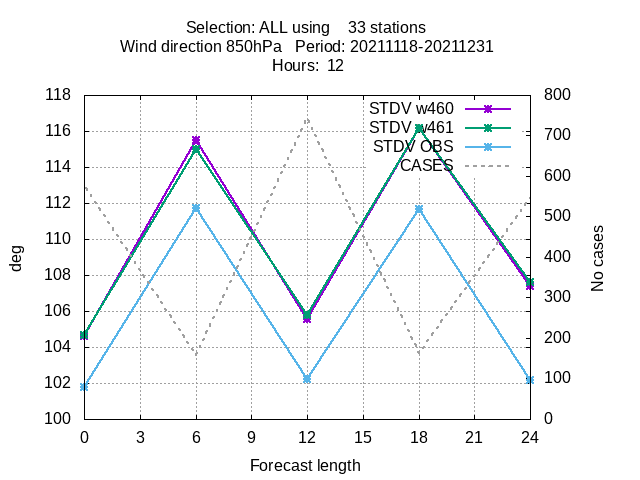 Selection: ALL using 33 stations
Wind direction 850hPa Period: 20211118-20211231
Hours: 12
118
116
114
112
110
108
106
104
102
100
800
700
600
500
400
300
200
100
0
deg
No cases
STDV w460
STDV w461
STDV OBS
CASES
0 3 6 9 12 15 18 21 24
Forecast length